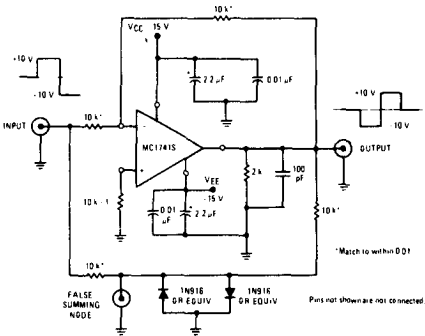 10 k*
VCC 15 V
+10 V
-10 V
2.2 µF
0.01 µF
+10 V
-10 V
INPUT
10 k*
MC1741S
OUTPUT
VEE
-15 V
2 k
100 pF
10 k
0.01 µF
2.2 µF
10 k*
*Match to within 0.01
10 k*
FALSE
SUMMING
NODE
1N916
OR EQUIV
1N916
OR EQUIV
Pins not shown are not connected.